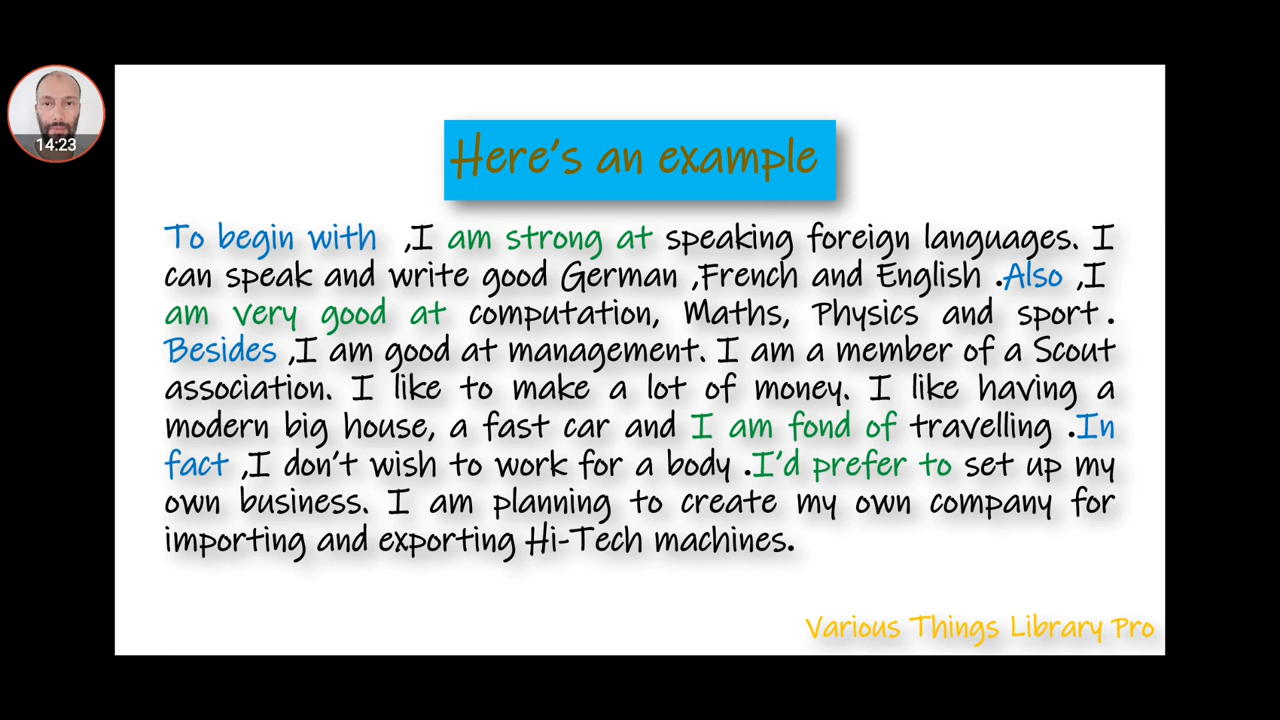 14:23
Here's an example
To begin with ,I am strong at speaking foreign languages. I
can speak and write good German ,French and English .Also ,I
am very good at computation, Maths, Physics and sport.
Besides ,I am good at management. I am a member of a Scout
association. I like to make a lot of money. I like having a
modern big house, a fast car and I am fond of travelling .In
fact ,I don't wish to work for a body .I'd prefer to set up my
own business. I am planning to create my own company for
importing and exporting Hi-Tech machines.
Various Things Library Pro